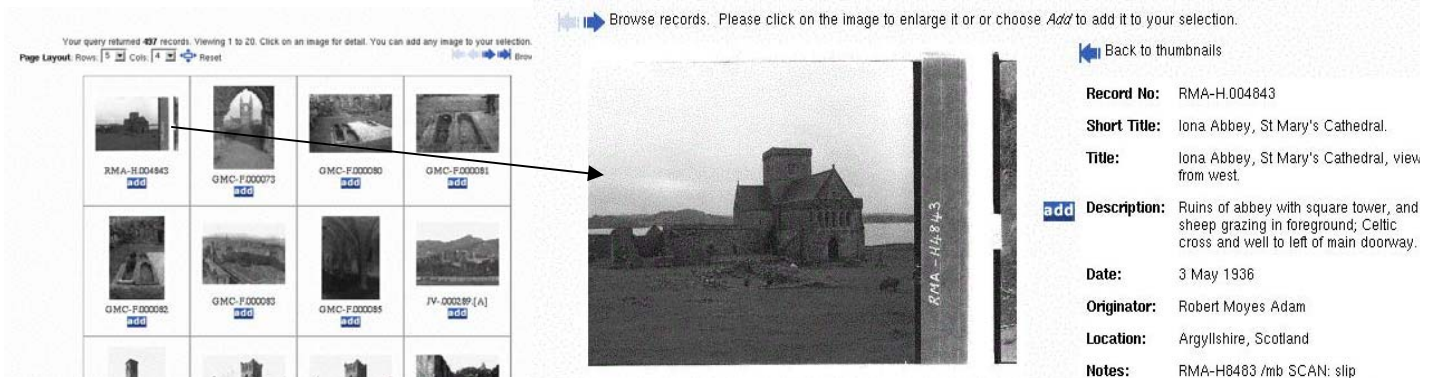 Your query returned 497 records. Viewing 1 to 20. Click on an image for detail. You can add any image to your selection.
Page Layout: Rows: 5 Cols: 4 Reset
Brow
RMA-H.004843
add
GMC-F.000073
add
GMC-F.000080
add
GMC-F.000081
add
GMC-F.000082
add
GMC-F.000083
add
GMC-F.000085
add
JV-.000289.[A]
add
Browse records. Please click on the image to enlarge it or or choose Add to add it to your selection.
Back to thumbnails
RMA-H4843
Record No: RMA-H.004843
Short Title: Iona Abbey, St Mary's Cathedral.
Title: Iona Abbey, St Mary's Cathedral, view
from west.
add
Description: Ruins of abbey with square tower, and
sheep grazing in foreground; Celtic
cross and well to left of main doorway.
Date: 3 May 1936
Originator: Robert Moyes Adam
Location: Argyllshire, Scotland
Notes: RMA-H8483 /mb SCAN: slip